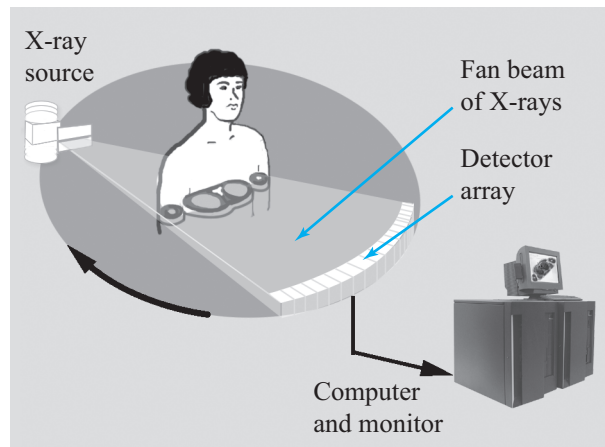 X-ray
source
Fan beam
of X-rays
Detector
array
Computer
and monitor